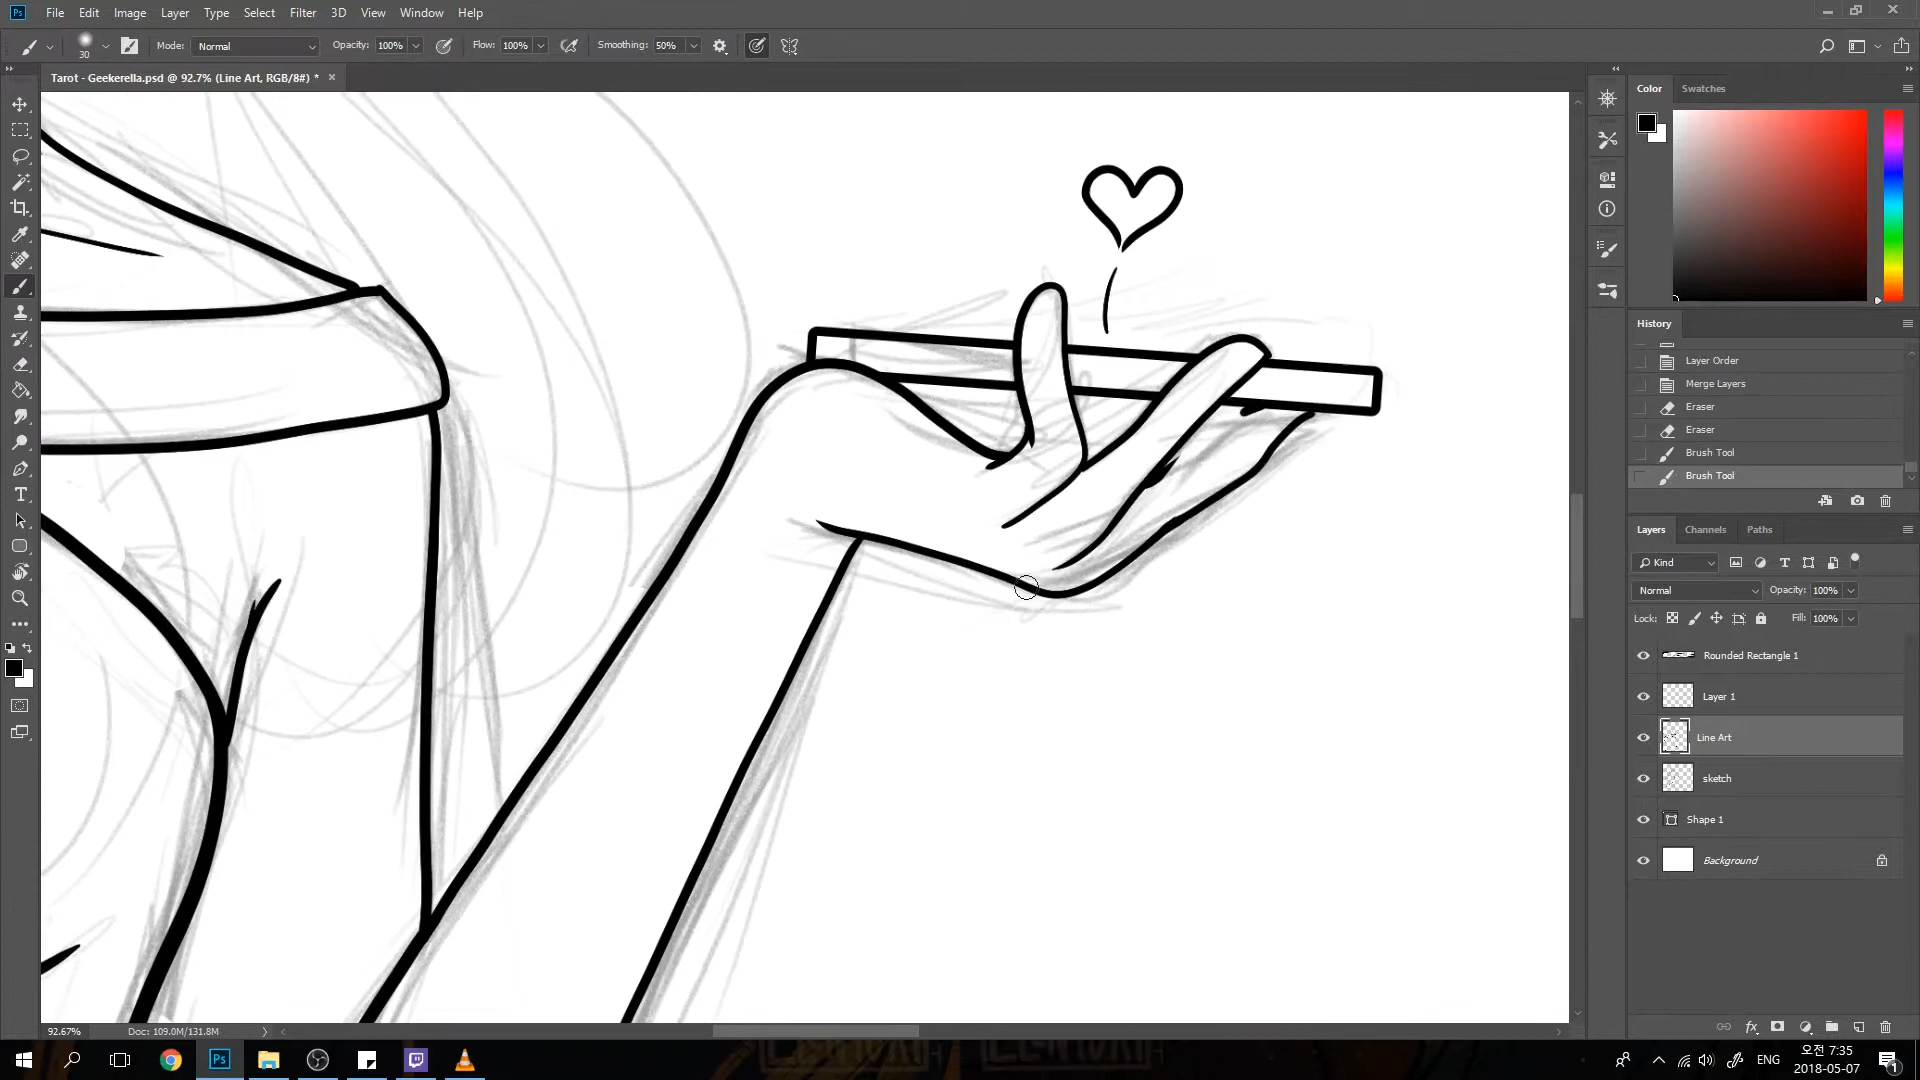 Ps File Edit Image Layer Type Select Filter 3D View Window Help
30 Mode: Normal Opacity: 100% Flow: 100% Smoothing: 50%
Tarot - Geekerella.psd @ 92.7% (Line Art, RGB/8#) * ×
Color Swatches
History
Layer Order
Merge Layers
Eraser
Eraser
Brush Tool
Brush Tool
Layers Channels Paths
Kind
Normal Opacity: 100%
Lock: Fill: 100%
Rounded Rectangle 1
Layer 1
Line Art
sketch
Shape 1
Background
92.67% Doc: 109.0M/131.8M
Ps ENG 오전 7:35
2018-05-07
1